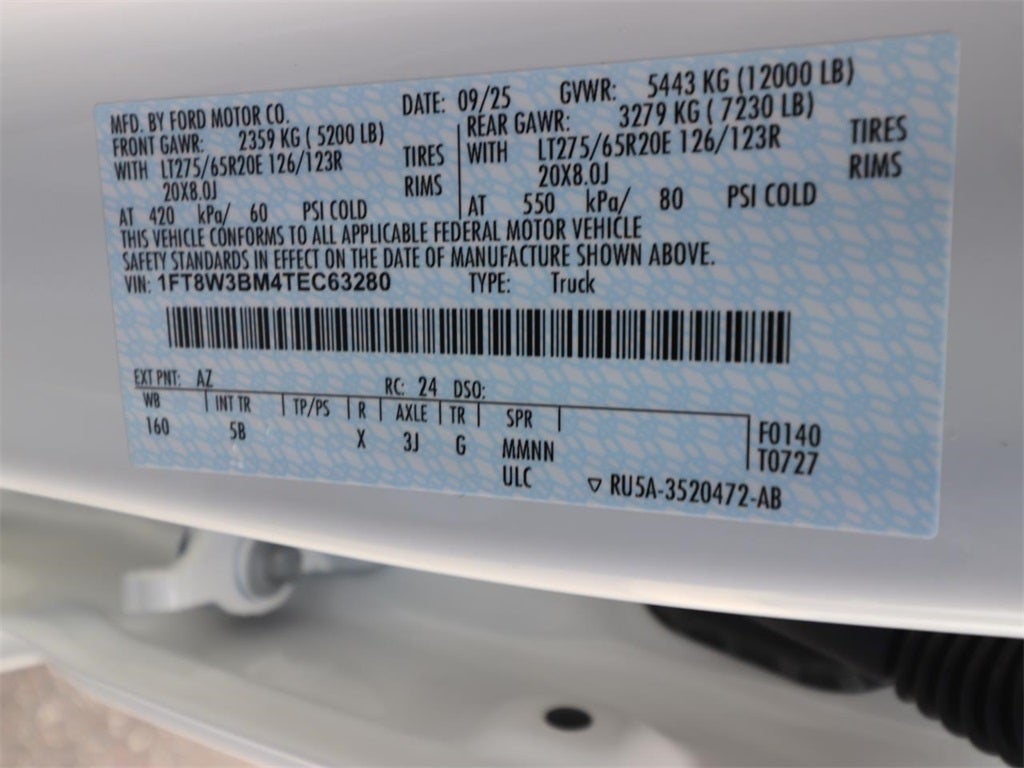 MFD. BY FORD MOTOR CO. DATE: 09/25 GVWR: 5443 KG (12000 LB)
FRONT GAWR: 2359 KG ( 5200 LB) REAR GAWR: 3279 KG ( 7230 LB)
WITH LT275/65R20E 126/123R TIRES WITH LT275/65R20E 126/123R TIRES
20X8.0J RIMS 20X8.0J RIMS
AT 420 kPa/ 60 PSI COLD AT 550 kPa/ 80 PSI COLD
THIS VEHICLE CONFORMS TO ALL APPLICABLE FEDERAL MOTOR VEHICLE
SAFETY STANDARDS IN EFFECT ON THE DATE OF MANUFACTURE SHOWN ABOVE.
VIN: 1FT8W3BM4TEC63280 TYPE: Truck
EXT PNT: AZ RC: 24 DSO:
WB INT TR TP/PS R AXLE TR SPR
160 5B X 3J G MMNN F0140
ULC T0727
RU5A-3520472-AB